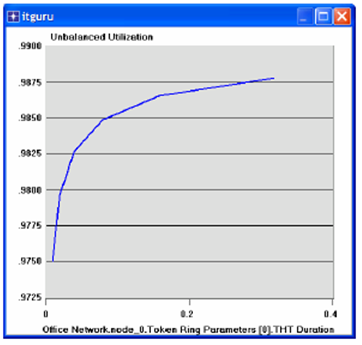 itguru
Unbalanced Utilization
.9900
.9875
.9850
.9825
.9800
.9775
.9750
.9725
0 0.2 0.4
Office Network.node_0.Token Ring Parameters [0].THT Duration